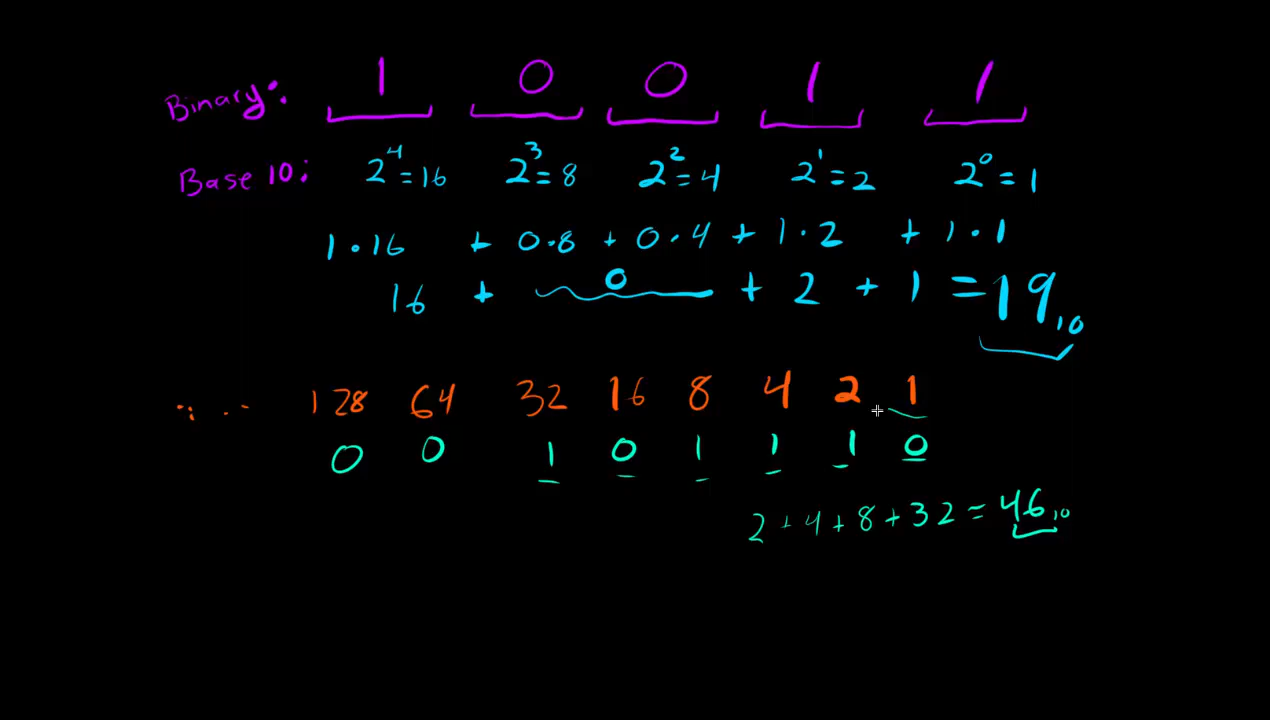 Binary: 1 0 0 1 1
Base 10: 2⁴=16 2³=8 2²=4 2¹=2 2⁰=1
1·16 + 0·8 + 0·4 + 1·2 + 1·1
16 + 0 + 2 + 1 =19₁₀
128 64 32 16 8 4 2 1
0 0 1 0 1 1 1 0
2+4+8+32=46₁₀